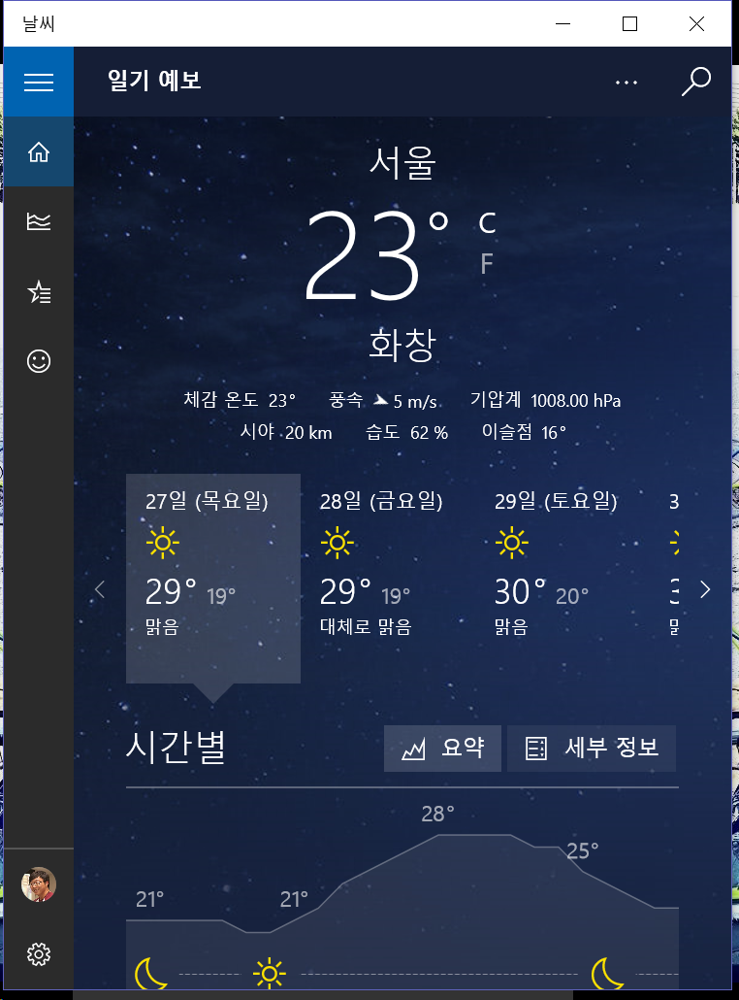 날씨
일기 예보
서울
23° C
F
화창
체감 온도 23° 풍속 5 m/s 기압계 1008.00 hPa
시야 20 km 습도 62 % 이슬점 16°
27일 (목요일) 28일 (금요일) 29일 (토요일) 3
29° 19° 29° 19° 30° 20° 3
맑음 대체로 맑음 맑음
시간별 요약 세부 정보
28°
25°
21° 21°